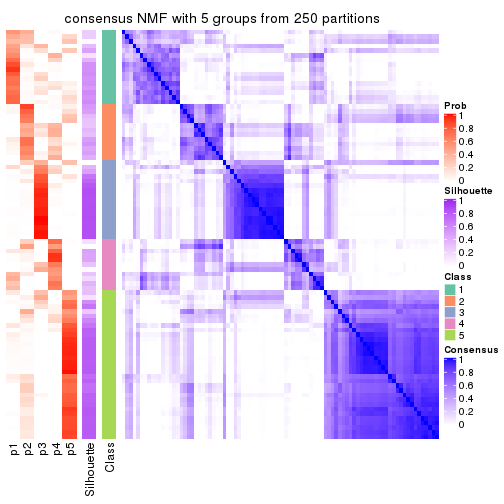 consensus NMF with 5 groups from 250 partitions
Prob
1
0.8
0.6
0.4
0.2
0
Silhouette
1
0.8
0.6
0.4
0.2
0
Class
1
2
3
4
5
Consensus
1
0.8
0.6
0.4
0.2
0
p1
p2
p3
p4
p5
Silhouette
Class